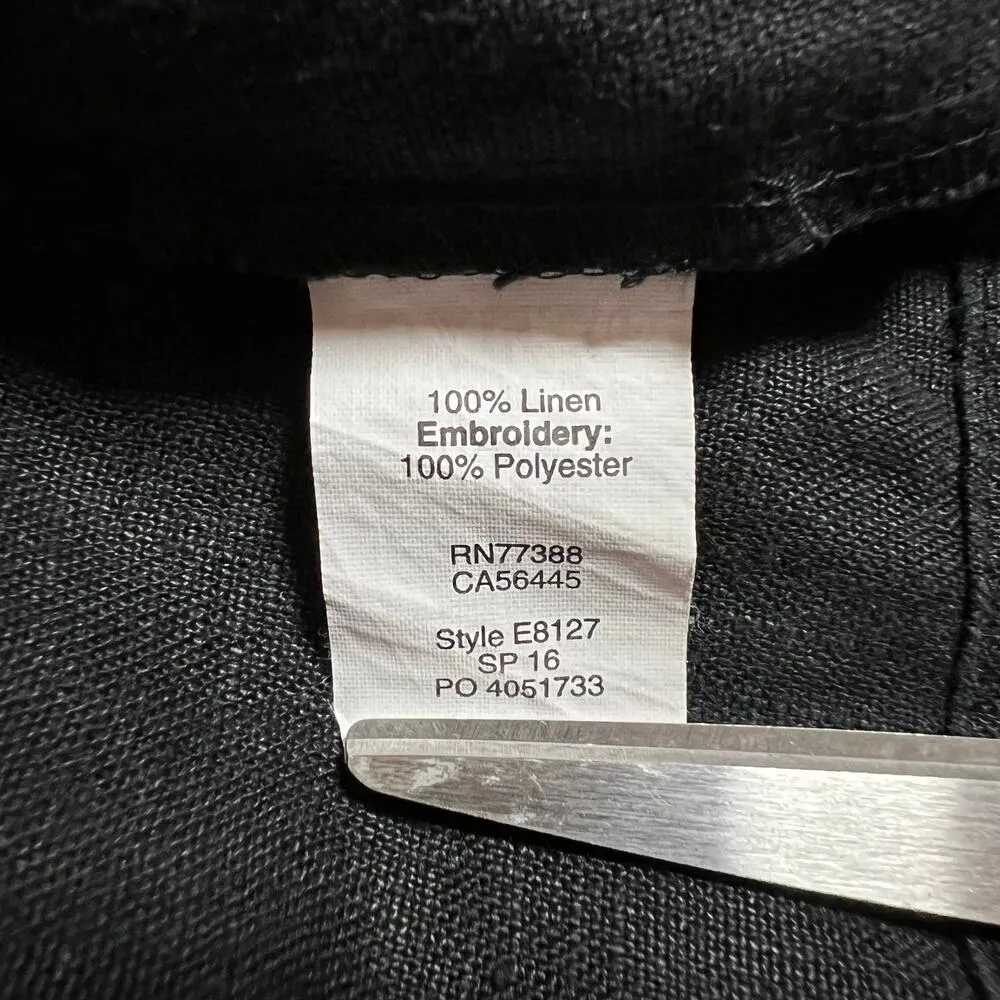 100% Linen
Embroidery:
100% Polyester
RN77388
CA56445
Style E8127
SP 16
PO 4051733